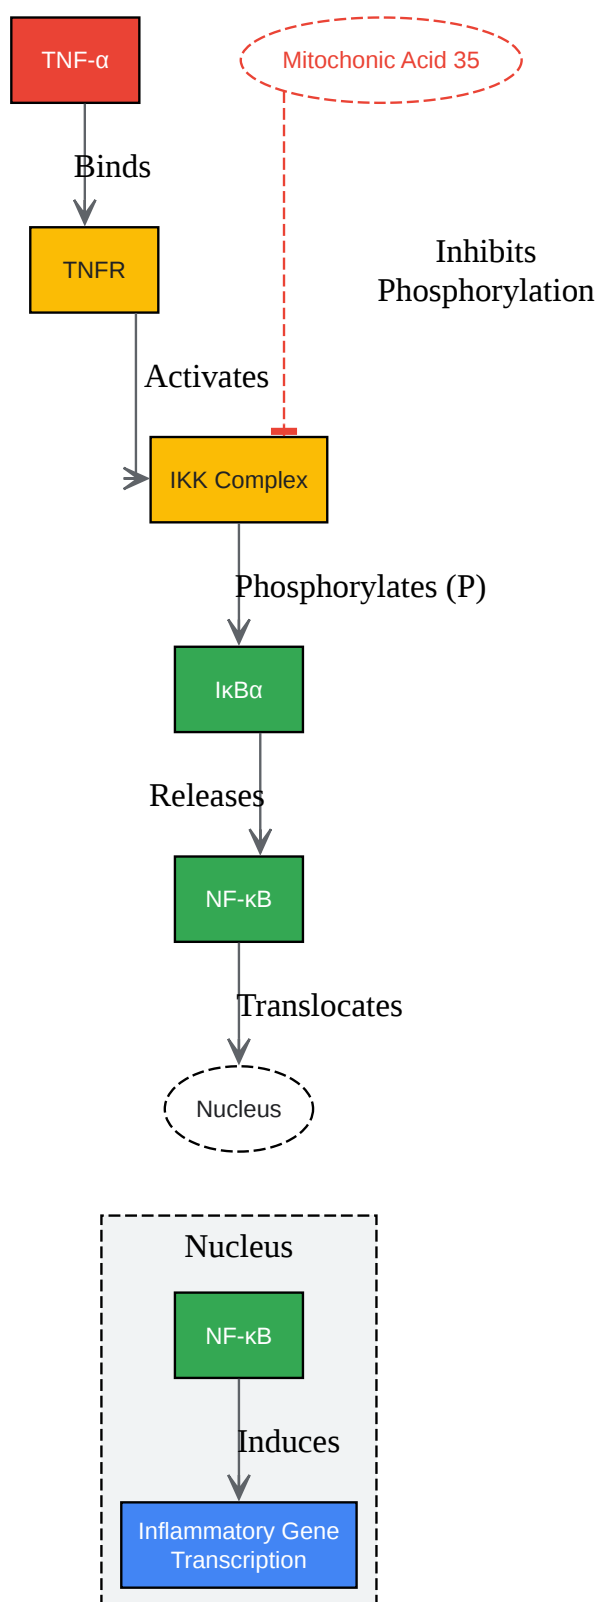 TNF-α
Mitochonic Acid 35
Binds
TNFR
Inhibits
Phosphorylation
Activates
IKK Complex
Phosphorylates (P)
IκBα
Releases
NF-κB
Translocates
Nucleus
Nucleus
NF-κB
Induces
Inflammatory Gene
Transcription